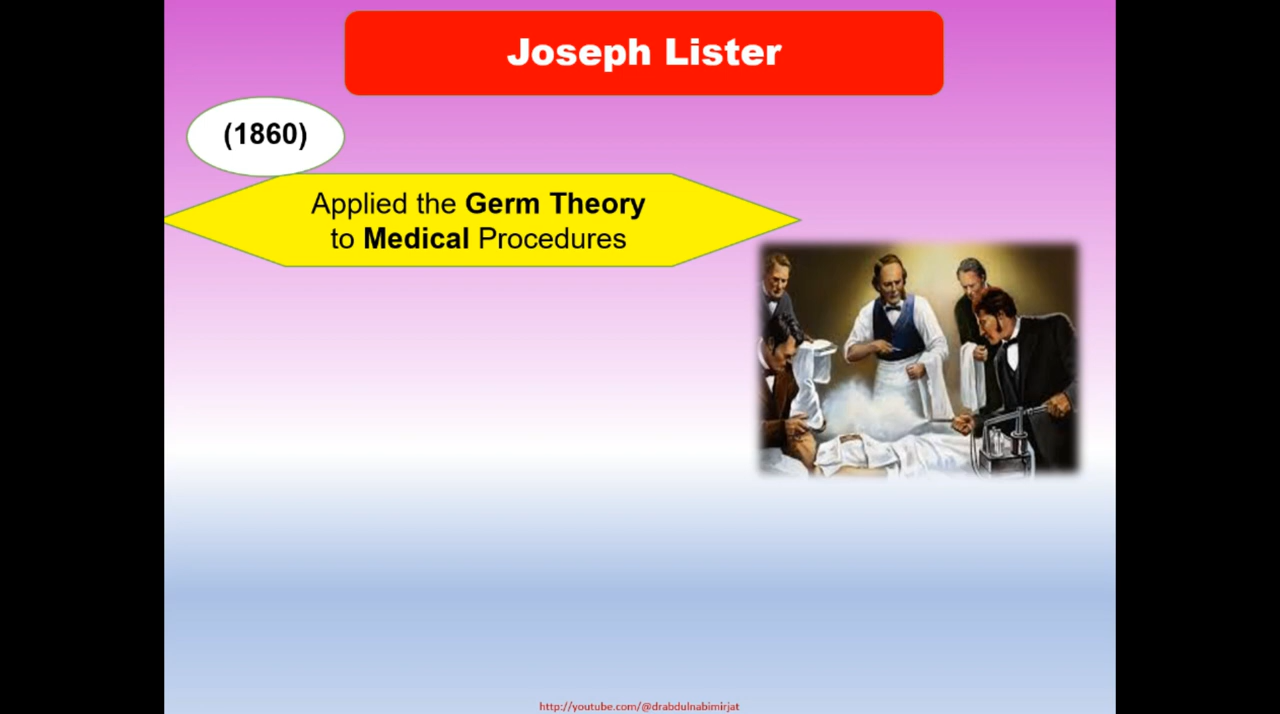 Joseph Lister
(1860)
Applied the Germ Theory
to Medical Procedures
http://youtube.com/@drabdulnabimirjat